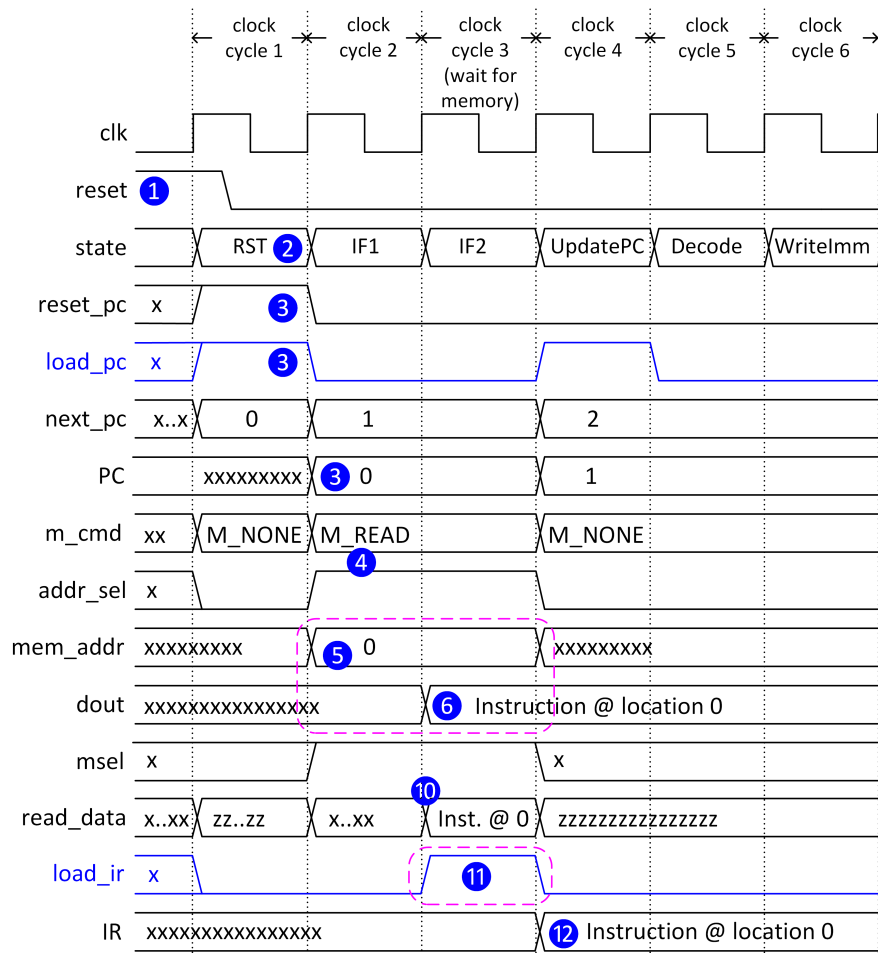 clock cycle 1
clock cycle 2
clock cycle 3 (wait for memory)
clock cycle 4
clock cycle 5
clock cycle 6
clk
reset 1
state RST 2 IF1 IF2 UpdatePC Decode WriteImm
reset_pc x 3
load_pc x 3
next_pc x..x 0 1 2
PC xxxxxxxxx 3 0 1
m_cmd xx M_NONE M_READ M_NONE
4
addr_sel x
mem_addr xxxxxxxxx 5 0 xxxxxxxxx
dout xxxxxxxxxxxxxxxx 6 Instruction @ location 0
msel x x
10
read_data x..xx zz..zz x..xx Inst. @ 0 zzzzzzzzzzzzzzzz
load_ir x 11
IR xxxxxxxxxxxxxxxx 12 Instruction @ location 0